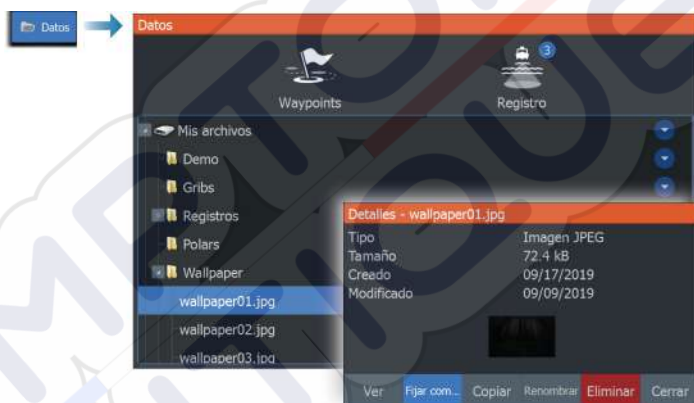 Datos
Datos
Waypoints
Registro
3
Mis archivos
Demo
Gribs
Registros
Polars
Wallpaper
wallpaper01.jpg
wallpaper02.jpg
wallpaper03.jpg
Detalles - wallpaper01.jpg
Tipo Imagen JPEG
Tamaño 72.4 kB
Creado 09/17/2019
Modificado 09/09/2019
Ver Fijar com... Copiar Renombrar Eliminar Cerrar